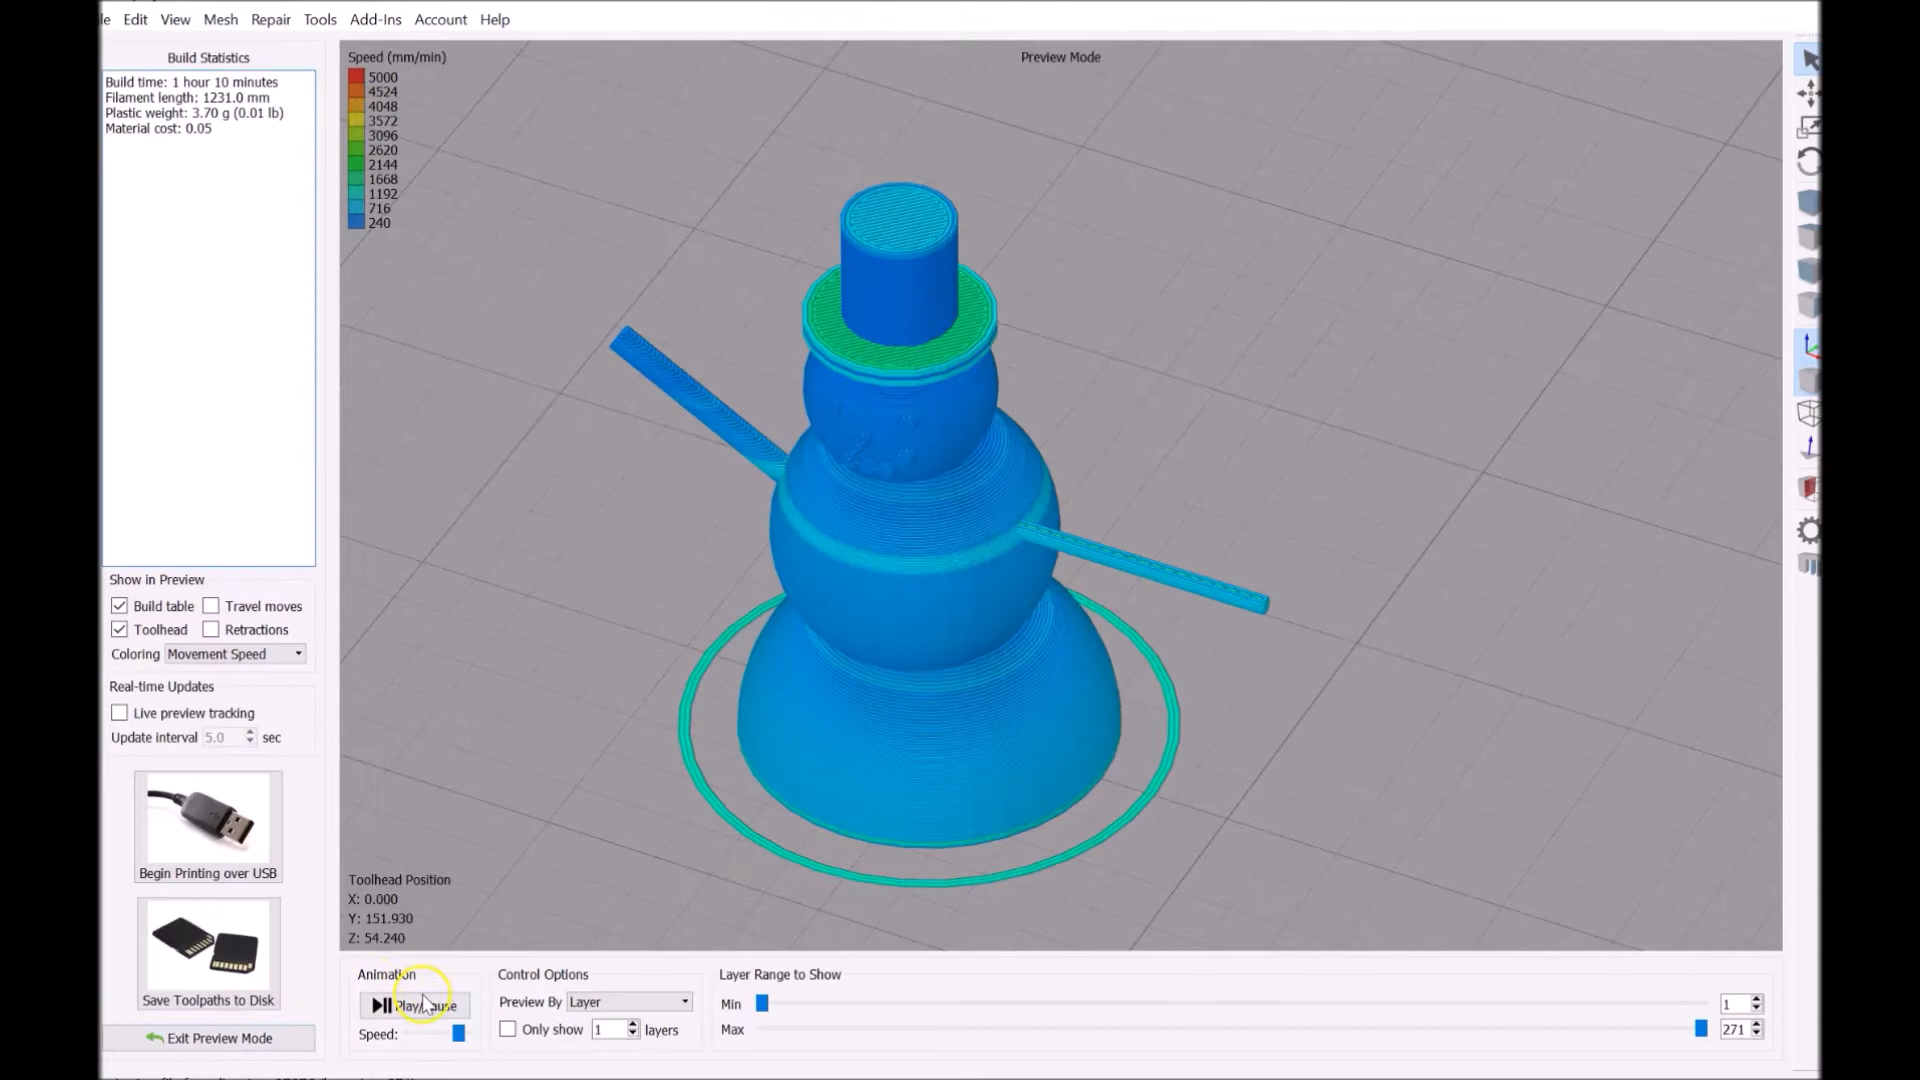 Edit View Mesh Repair Tools Add-Ins Account Help
Build Statistics
Build time: 1 hour 10 minutes
Filament length: 1231.0 mm
Plastic weight: 3.70 g (0.01 lb)
Material cost: 0.05
Speed (mm/min)
5000
4524
4048
3572
3096
2620
2144
1668
1192
716
240
Preview Mode
Show in Preview
Build table Travel moves
Toolhead Retractions
Coloring Movement Speed
Real-time Updates
Live preview tracking
Update interval 5.0 sec
Begin Printing over USB
Save Toolpaths to Disk
Exit Preview Mode
Toolhead Position
X: 0.000
Y: 151.930
Z: 54.240
Animation
Play/Pause
Speed:
Control Options
Preview By Layer
Only show 1 layers
Layer Range to Show
Min 1
Max 271